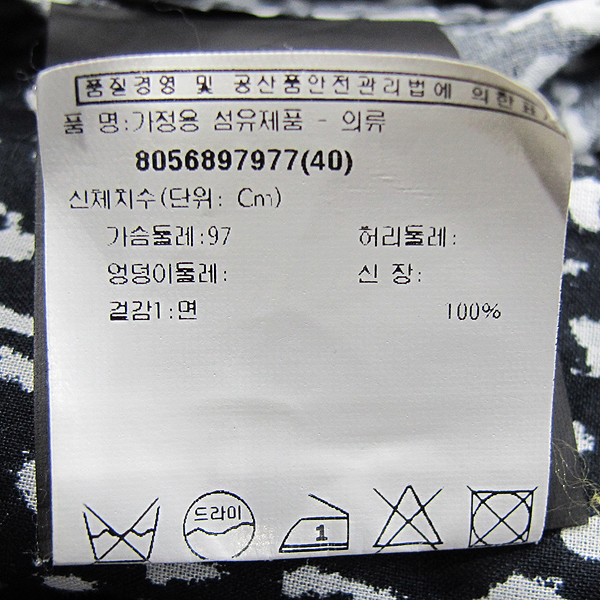 품질경영 및 공산품안전관리법에 의한표
품 명:가정용 섬유제품 - 의류
8056897977(40)
신체치수(단위: Cm)
가슴둘레:97 허리둘레:
엉덩이둘레: 신 장:
겉감1:면 100%
드라이 1